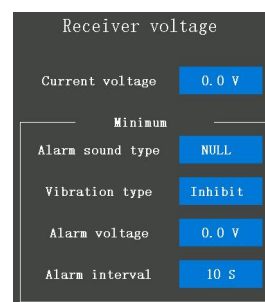 Receiver voltage
Current voltage 0.0 V
Minimum
Alarm sound type NULL
Vibration type Inhibit
Alarm voltage 0.0 V
Alarm interval 10 S